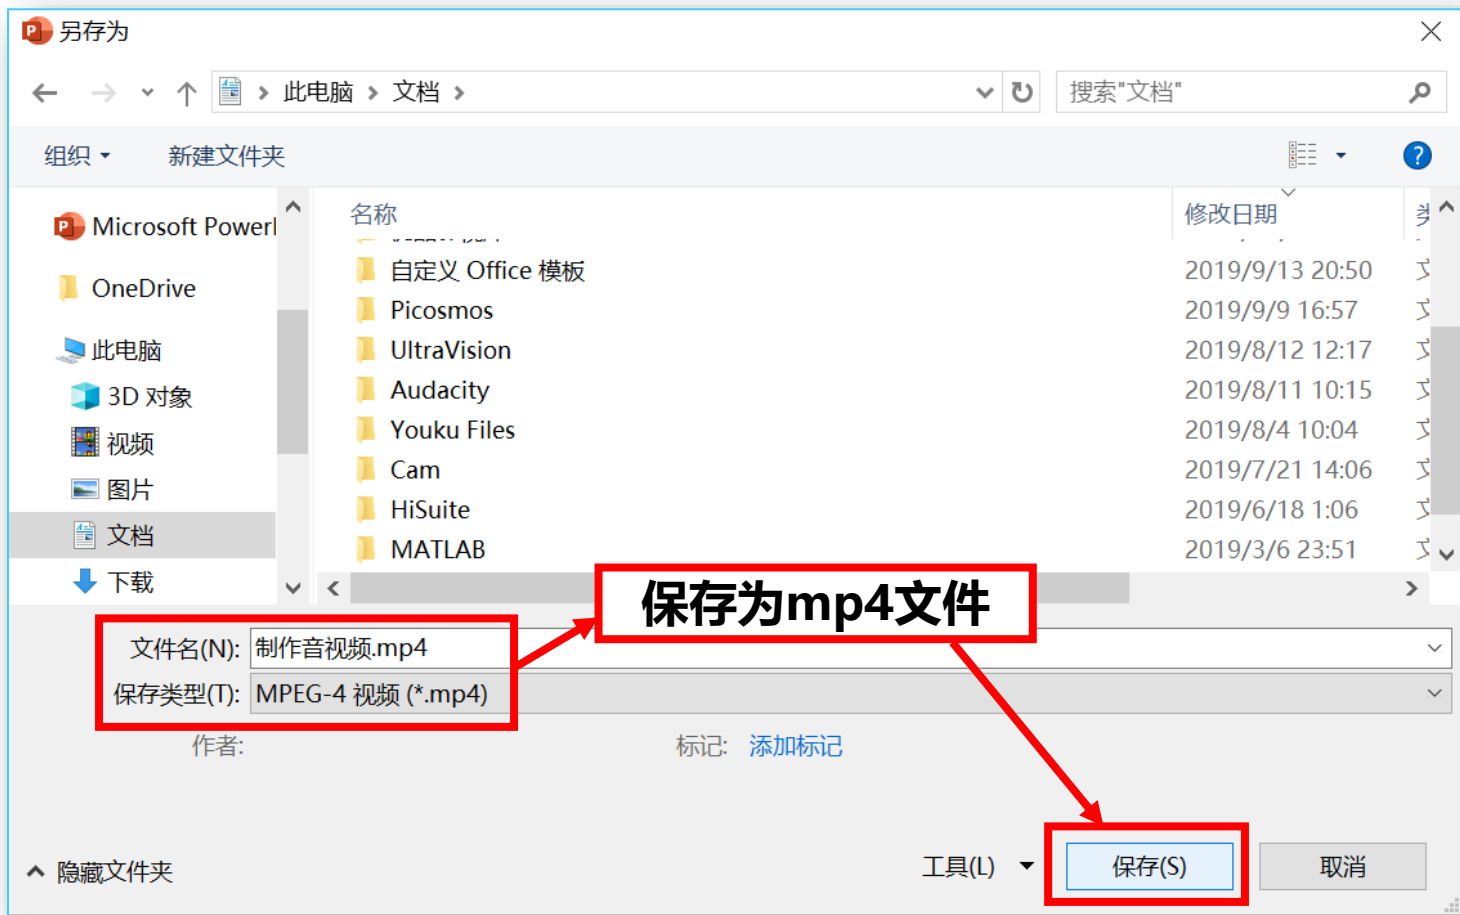 另存为
此电脑 文档
搜索"文档"
组织
新建文件夹
名称
修改日期
Microsoft Power
OneDrive
此电脑
3D 对象
视频
图片
文档
下载
自定义 Office 模板 2019/9/13 20:50
Picosmos 2019/9/9 16:57
UltraVision 2019/8/12 12:17
Audacity 2019/8/11 10:15
Youku Files 2019/8/4 10:04
Cam 2019/7/21 14:06
HiSuite 2019/6/18 1:06
MATLAB 2019/3/6 23:51
保存为mp4文件
文件名(N): 制作音视频.mp4
保存类型(T): MPEG-4 视频 (*.mp4)
作者:
标记: 添加标记
隐藏文件夹
工具(L)
保存(S)
取消